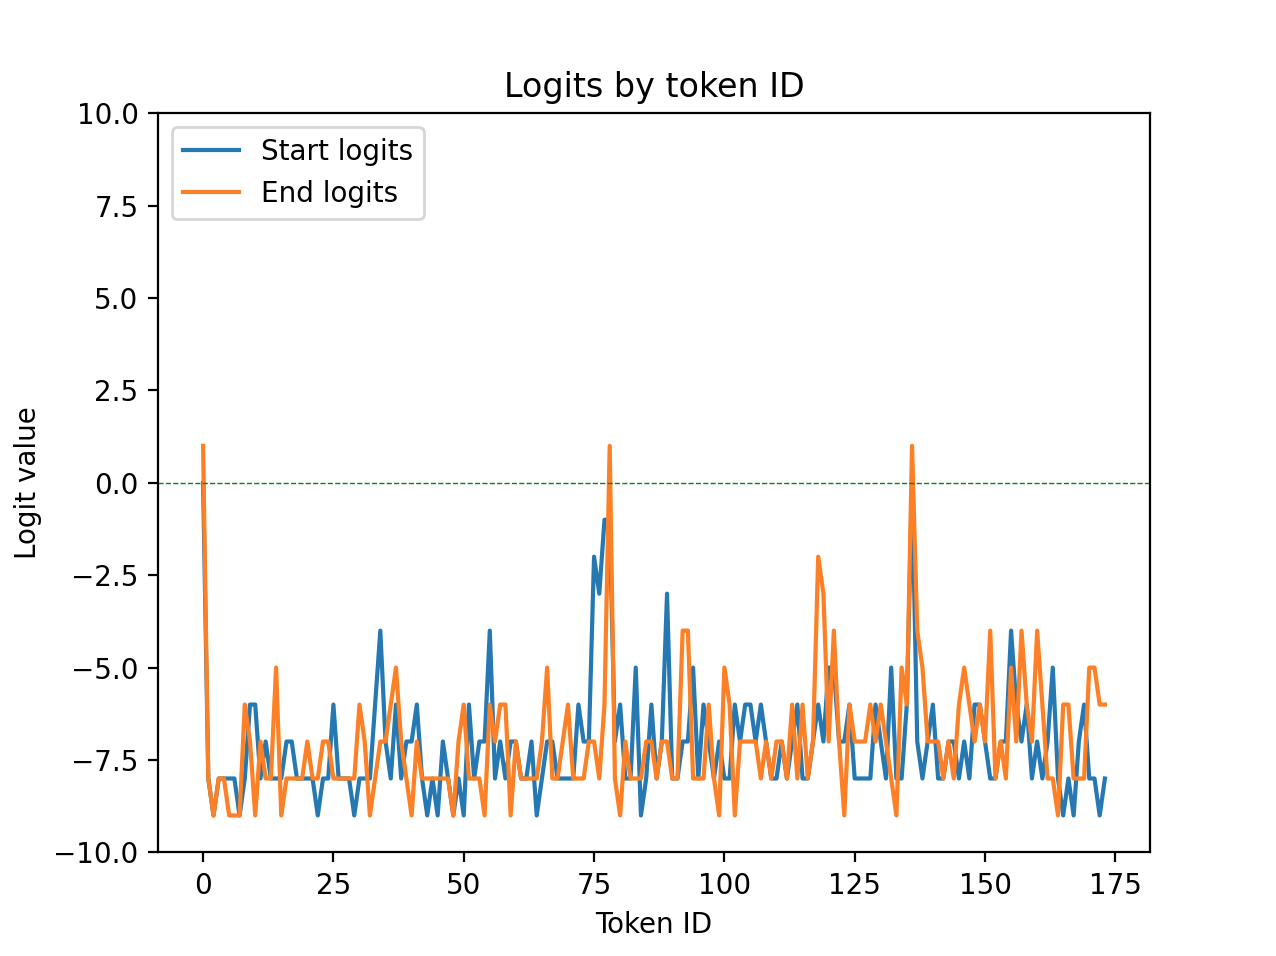 Logits by token ID
Start logits
End logits
Logit value
10.0
7.5
5.0
2.5
0.0
−2.5
−5.0
−7.5
−10.0
0 25 50 75 100 125 150 175
Token ID